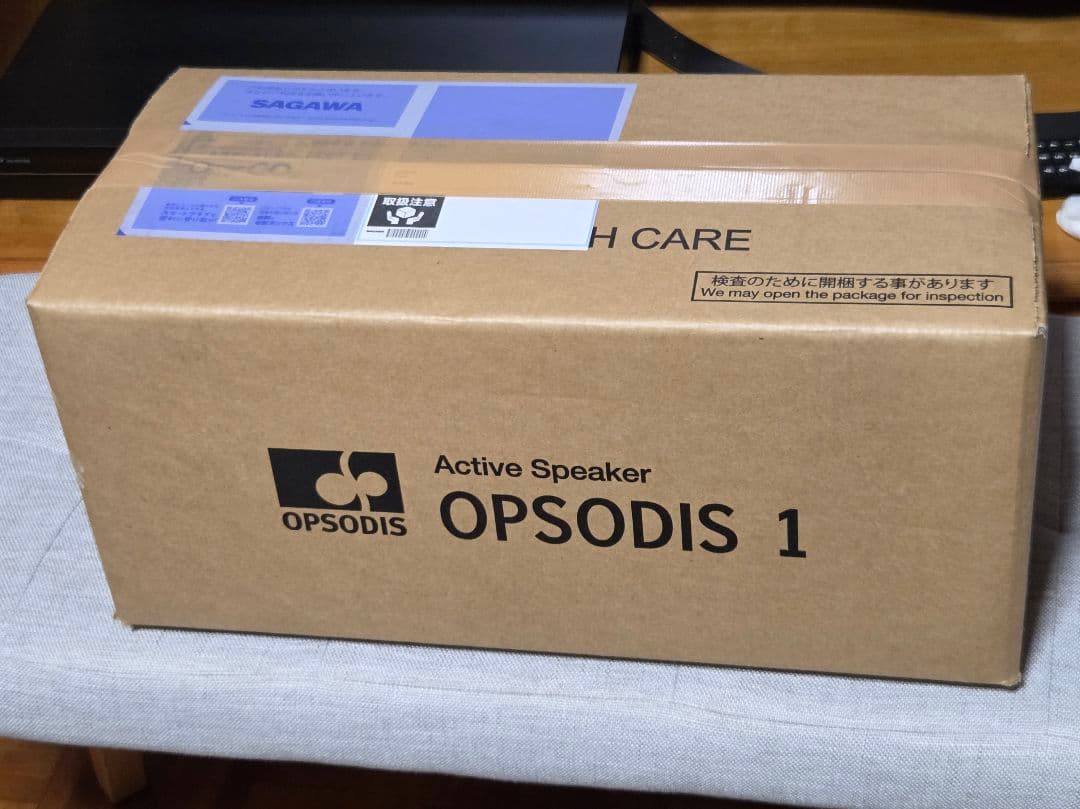 SAGAWA
取扱注意
H CARE
検査のために開梱する事があります
We may open the package for inspection
Active Speaker
OPSODIS
OPSODIS 1